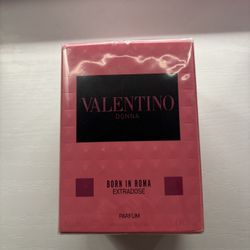 VALENTINO
DONNA
BORN IN ROMA
EXTRADOSE
PARFUM